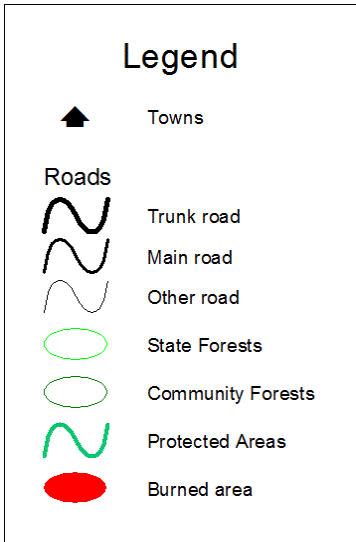 Legend
Towns
Roads
Trunk road
Main road
Other road
State Forests
Community Forests
Protected Areas
Burned area